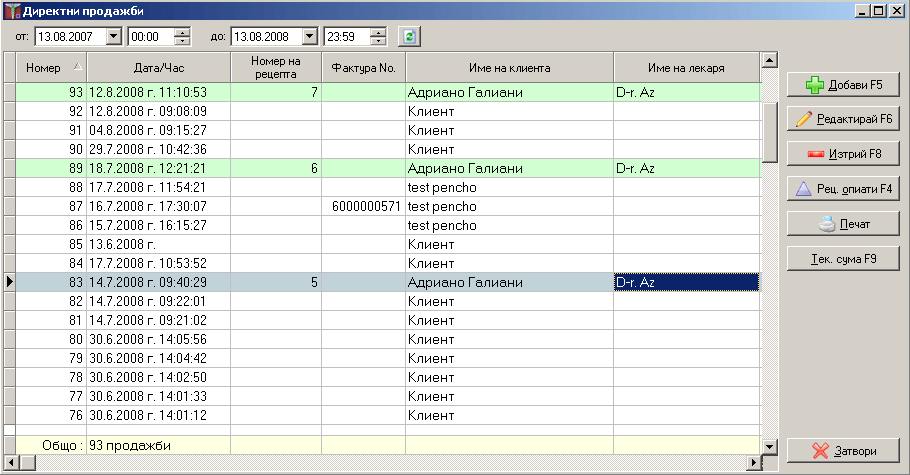 Директни продажби
от: 13.08.2007 00:00 до: 13.08.2008 23:59
Номер Дата/Час Номер на рецепта Фактура No. Име на клиента Име на лекаря
93 12.8.2008 г. 11:10:53 7 Адриано Галиани D-r. Az
92 12.8.2008 г. 09:08:09 Клиент
91 04.8.2008 г. 09:15:27 Клиент
90 29.7.2008 г. 10:42:36 Клиент
89 18.7.2008 г. 12:21:21 6 Адриано Галиани D-r. Az
88 17.7.2008 г. 11:54:21 test pencho
87 16.7.2008 г. 17:30:07 6000000571 test pencho
86 15.7.2008 г. 16:15:27 test pencho
85 13.6.2008 г. Клиент
84 17.7.2008 г. 10:53:52 Клиент
83 14.7.2008 г. 09:40:29 5 Адриано Галиани D-r. Az
82 14.7.2008 г. 09:22:01 Клиент
81 14.7.2008 г. 09:21:02 Клиент
80 30.6.2008 г. 14:05:56 Клиент
79 30.6.2008 г. 14:04:42 Клиент
78 30.6.2008 г. 14:02:50 Клиент
77 30.6.2008 г. 14:01:33 Клиент
76 30.6.2008 г. 14:01:12 Клиент
Общо : 93 продажби
Добави F5
Редактирай F6
Изтрий F8
Рец. опиати F4
Печат
Тек. сума F9
Затвори